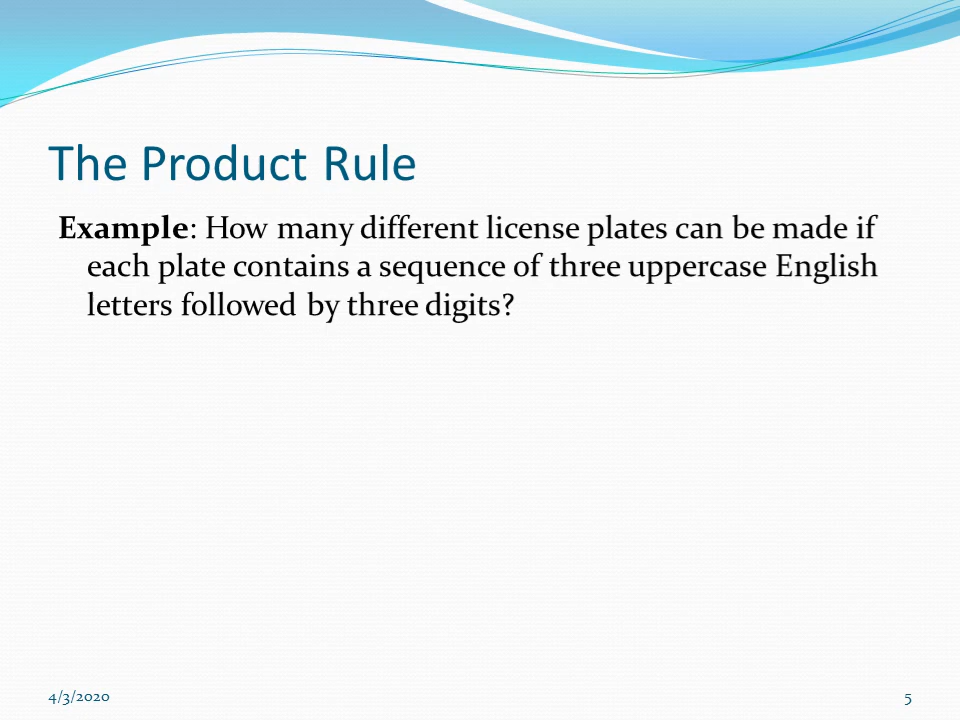 The Product Rule
Example: How many different license plates can be made if
each plate contains a sequence of three uppercase English
letters followed by three digits?
4/3/2020
5